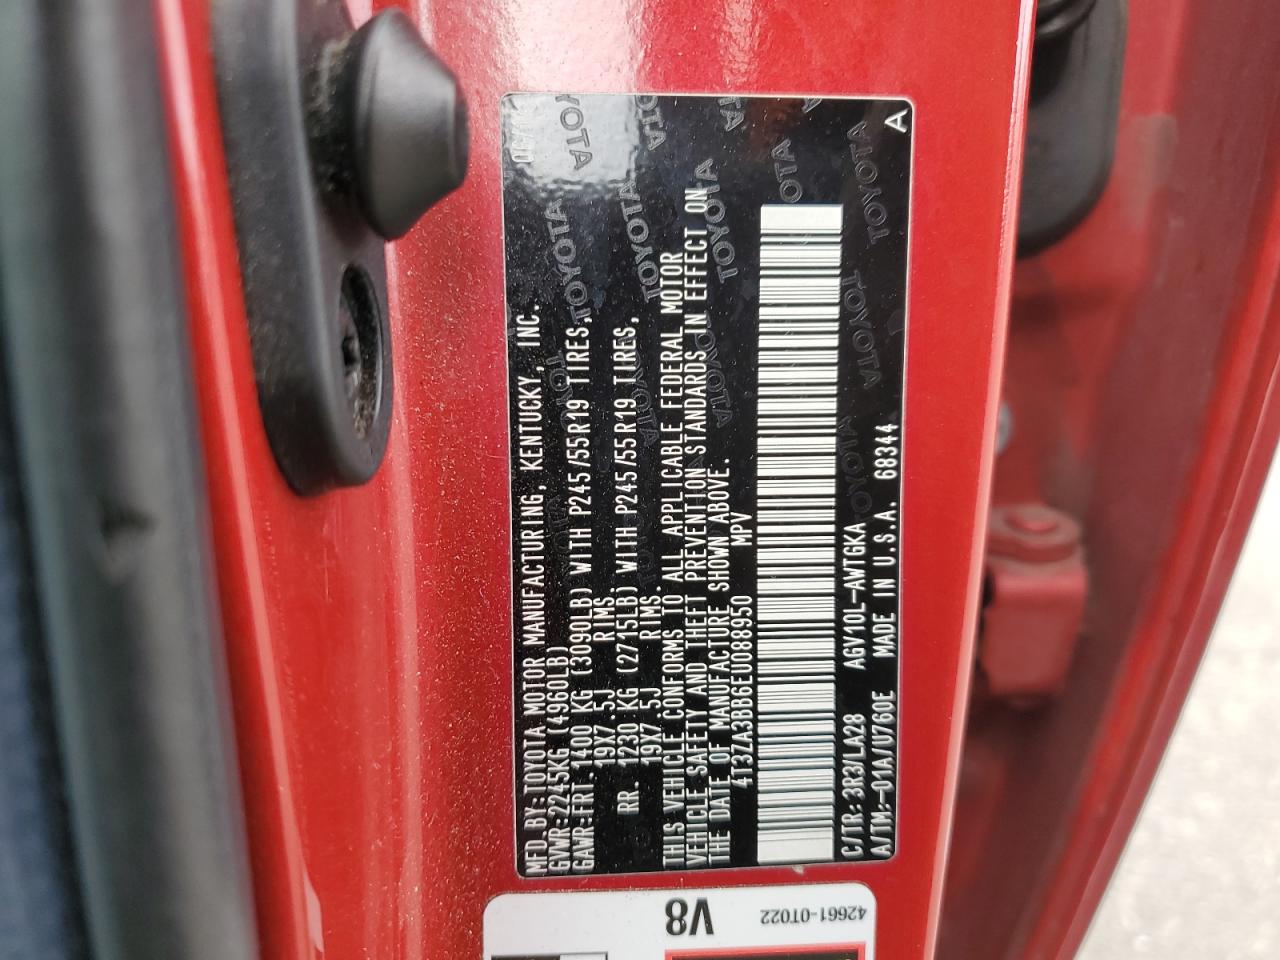 MFD.BY:TOYOTA MOTOR MANUFACTURING, KENTUCKY, INC.
GVWR:2245KG(4960LB)
GAWR:FRT.1400 KG (3090LB) WITH P245/55R19 TIRES,
19X7.5J RIMS.
RR. 1230 KG (2715LB) WITH P245/55R19 TIRES,
19X7.5J RIMS.
THIS VEHICLE CONFORMS TO ALL APPLICABLE FEDERAL MOTOR
VEHICLE SAFETY AND THEFT PREVENTION STANDARDS IN EFFECT ON
THE DATE OF MANUFACTURE SHOWN ABOVE.
4T3ZA3BB6EU088950 MPV
C/TR:3R3/LA28 AGV10L-AWTGKA
A/TM:-01A/U760E MADE IN U.S.A. 68344
A
TOYOTA
TOYOTA
TOYOTA
TOYOTA
TOYOTA
TOYOTA
V8
42661-0T022